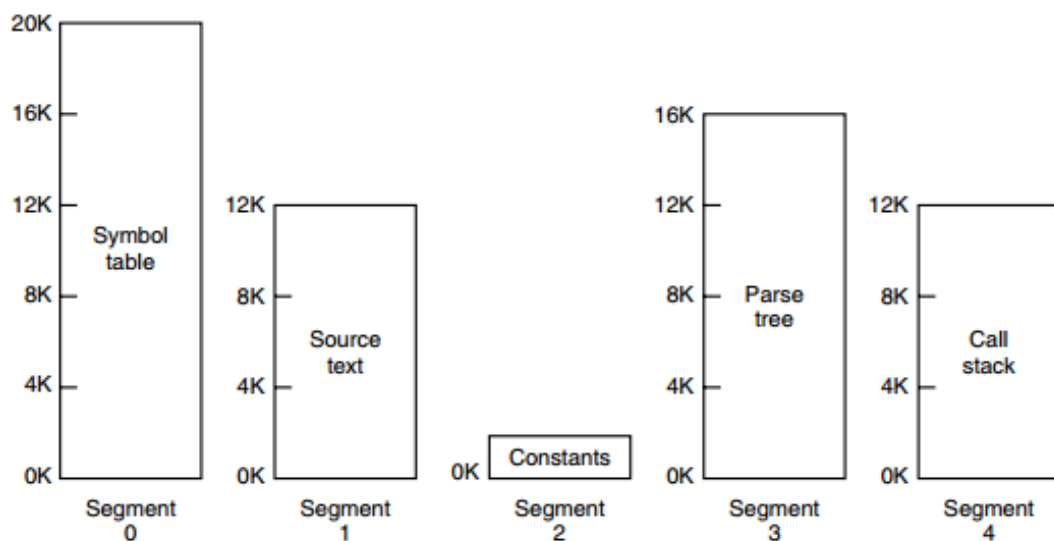 20K
16K
12K
8K
4K
0K
Symbol
table
Segment
0
12K
8K
4K
0K
Source
text
Segment
1
0K
Constants
Segment
2
16K
12K
8K
4K
0K
Parse
tree
Segment
3
12K
8K
4K
0K
Call
stack
Segment
4